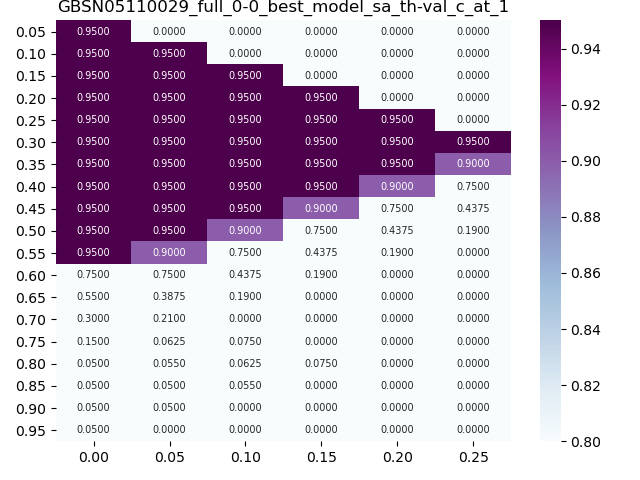 GBSN05110029_full_0-0_best_model_sa_th-val_c_at_1
0.05 0.9500 0.0000 0.0000 0.0000 0.0000 0.0000
0.10 0.9500 0.9500 0.0000 0.0000 0.0000 0.0000
0.15 0.9500 0.9500 0.9500 0.0000 0.0000 0.0000
0.20 0.9500 0.9500 0.9500 0.9500 0.0000 0.0000
0.25 0.9500 0.9500 0.9500 0.9500 0.9500 0.0000
0.30 0.9500 0.9500 0.9500 0.9500 0.9500 0.9500
0.35 0.9500 0.9500 0.9500 0.9500 0.9500 0.9000
0.40 0.9500 0.9500 0.9500 0.9500 0.9000 0.7500
0.45 0.9500 0.9500 0.9500 0.9000 0.7500 0.4375
0.50 0.9500 0.9500 0.9000 0.7500 0.4375 0.1900
0.55 0.9500 0.9000 0.7500 0.4375 0.1900 0.0000
0.60 0.7500 0.7500 0.4375 0.1900 0.0000 0.0000
0.65 0.5500 0.3875 0.1900 0.0000 0.0000 0.0000
0.70 0.3000 0.2100 0.0000 0.0000 0.0000 0.0000
0.75 0.1500 0.0625 0.0750 0.0000 0.0000 0.0000
0.80 0.0500 0.0550 0.0625 0.0750 0.0000 0.0000
0.85 0.0500 0.0500 0.0550 0.0000 0.0000 0.0000
0.90 0.0500 0.0500 0.0000 0.0000 0.0000 0.0000
0.95 0.0500 0.0000 0.0000 0.0000 0.0000 0.0000
0.00 0.05 0.10 0.15 0.20 0.25
0.94
0.92
0.90
0.88
0.86
0.84
0.82
0.80